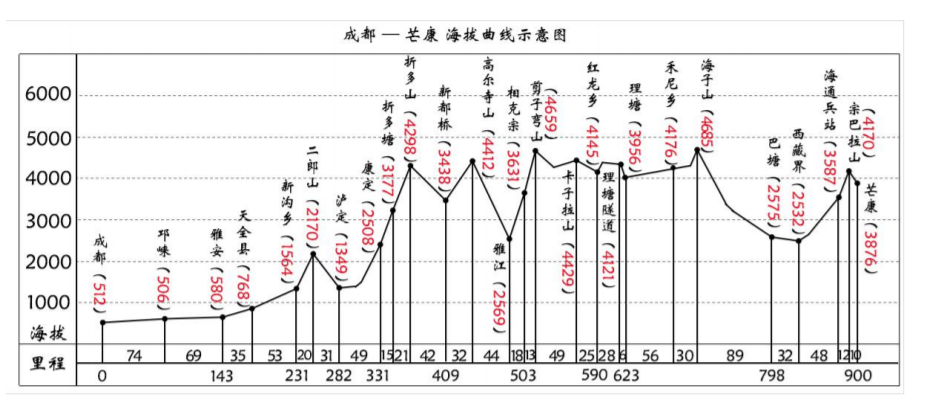 成都 — 芒康 海拔曲线示意图
6000
5000
4000
3000
2000
1000
海拔
里程
成都(512)
邛崃(506)
雅安(580)
天全县(768)
新沟乡(1564)
二郎山(2170)
泸定(1349)
康定(2508)
折多塘(3177)
折多山(4298)
新都桥(3438)
高尔寺山(4412)
雅江(2569)
相克宗(3631)
剪子弯山(4659)
卡子拉山(4429)
红龙乡(4145)
理塘隧道(4121)
理塘(3956)
禾尼乡(4176)
海子山(4685)
巴塘(2575)
西藏界(2532)
海通兵站(3587)
宗巴拉山(4170)
芒康(3876)
74 69 35 53 20 31 49 15 21 42 32 44 18 13 49 25 28 6 56 30 89 32 48 12 10
0 143 231 282 331 409 503 590 623 798 900